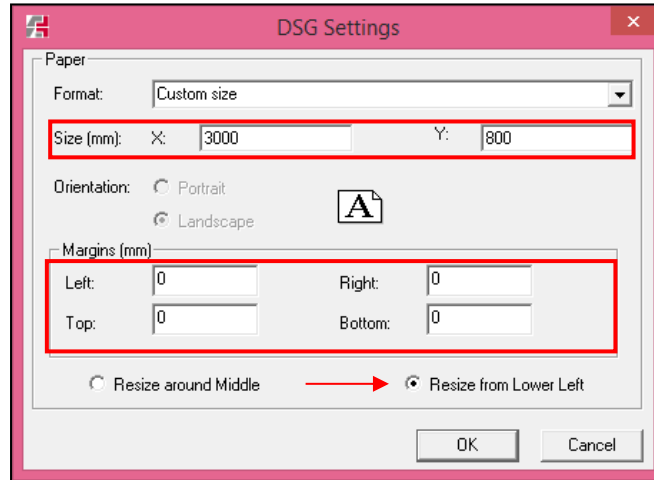 DSG Settings
Paper
Format: Custom size
Size (mm): X: 3000 Y: 800
Orientation: Portrait
Landscape
A
Margins (mm)
Left: 0 Right: 0
Top: 0 Bottom: 0
Resize around Middle Resize from Lower Left
OK Cancel